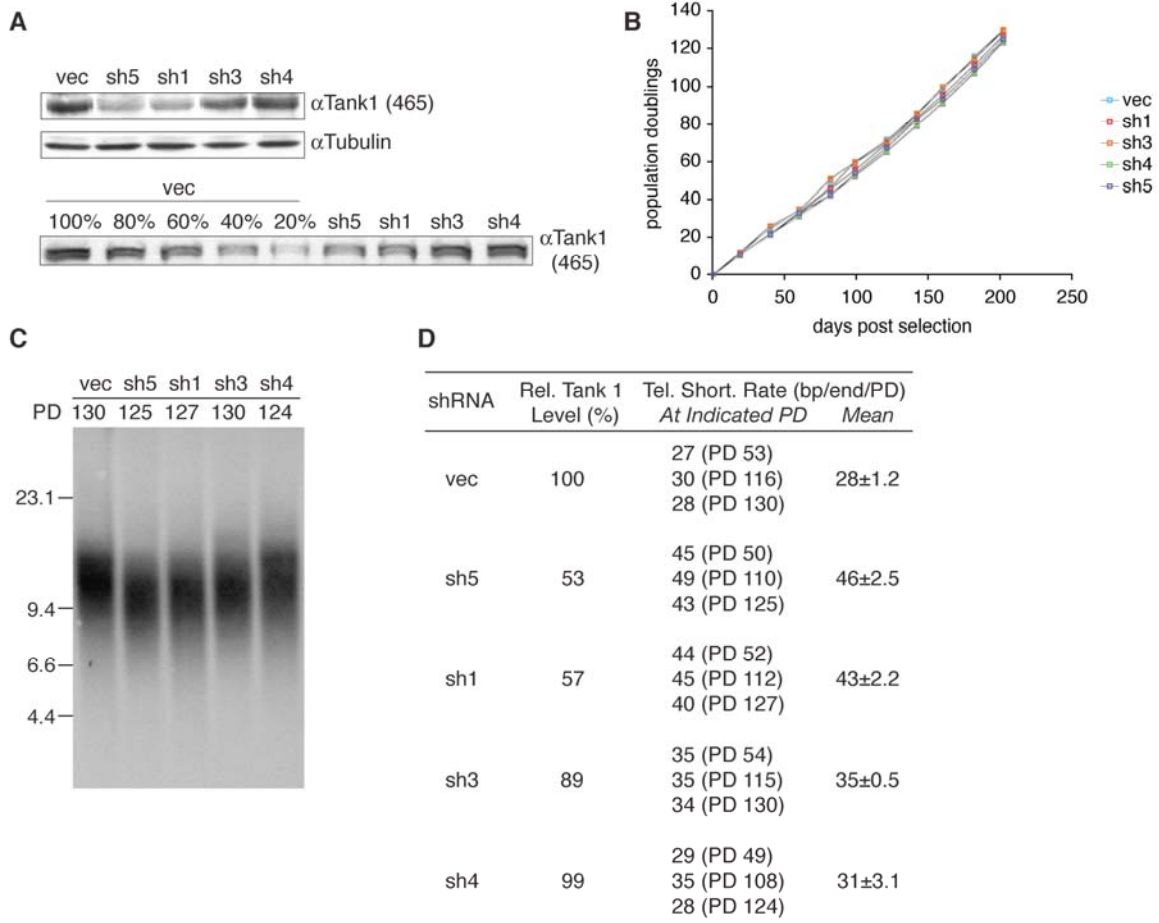 A
vec sh5 sh1 sh3 sh4
αTank1 (465)
αTubulin
vec
100% 80% 60% 40% 20% sh5 sh1 sh3 sh4
αTank1
(465)
B
140
120
100
80
60
40
20
0
population doublings
0 50 100 150 200 250
days post selection
vec
sh1
sh3
sh4
sh5
C
vec sh5 sh1 sh3 sh4
PD 130 125 127 130 124
23.1
9.4
6.6
4.4
D
shRNA Rel. Tank 1 Level (%) Tel. Short. Rate (bp/end/PD)
At Indicated PD Mean
27 (PD 53)
vec 100 30 (PD 116) 28±1.2
28 (PD 130)
45 (PD 50)
sh5 53 49 (PD 110) 46±2.5
43 (PD 125)
44 (PD 52)
sh1 57 45 (PD 112) 43±2.2
40 (PD 127)
35 (PD 54)
sh3 89 35 (PD 115) 35±0.5
34 (PD 130)
29 (PD 49)
sh4 99 35 (PD 108) 31±3.1
28 (PD 124)